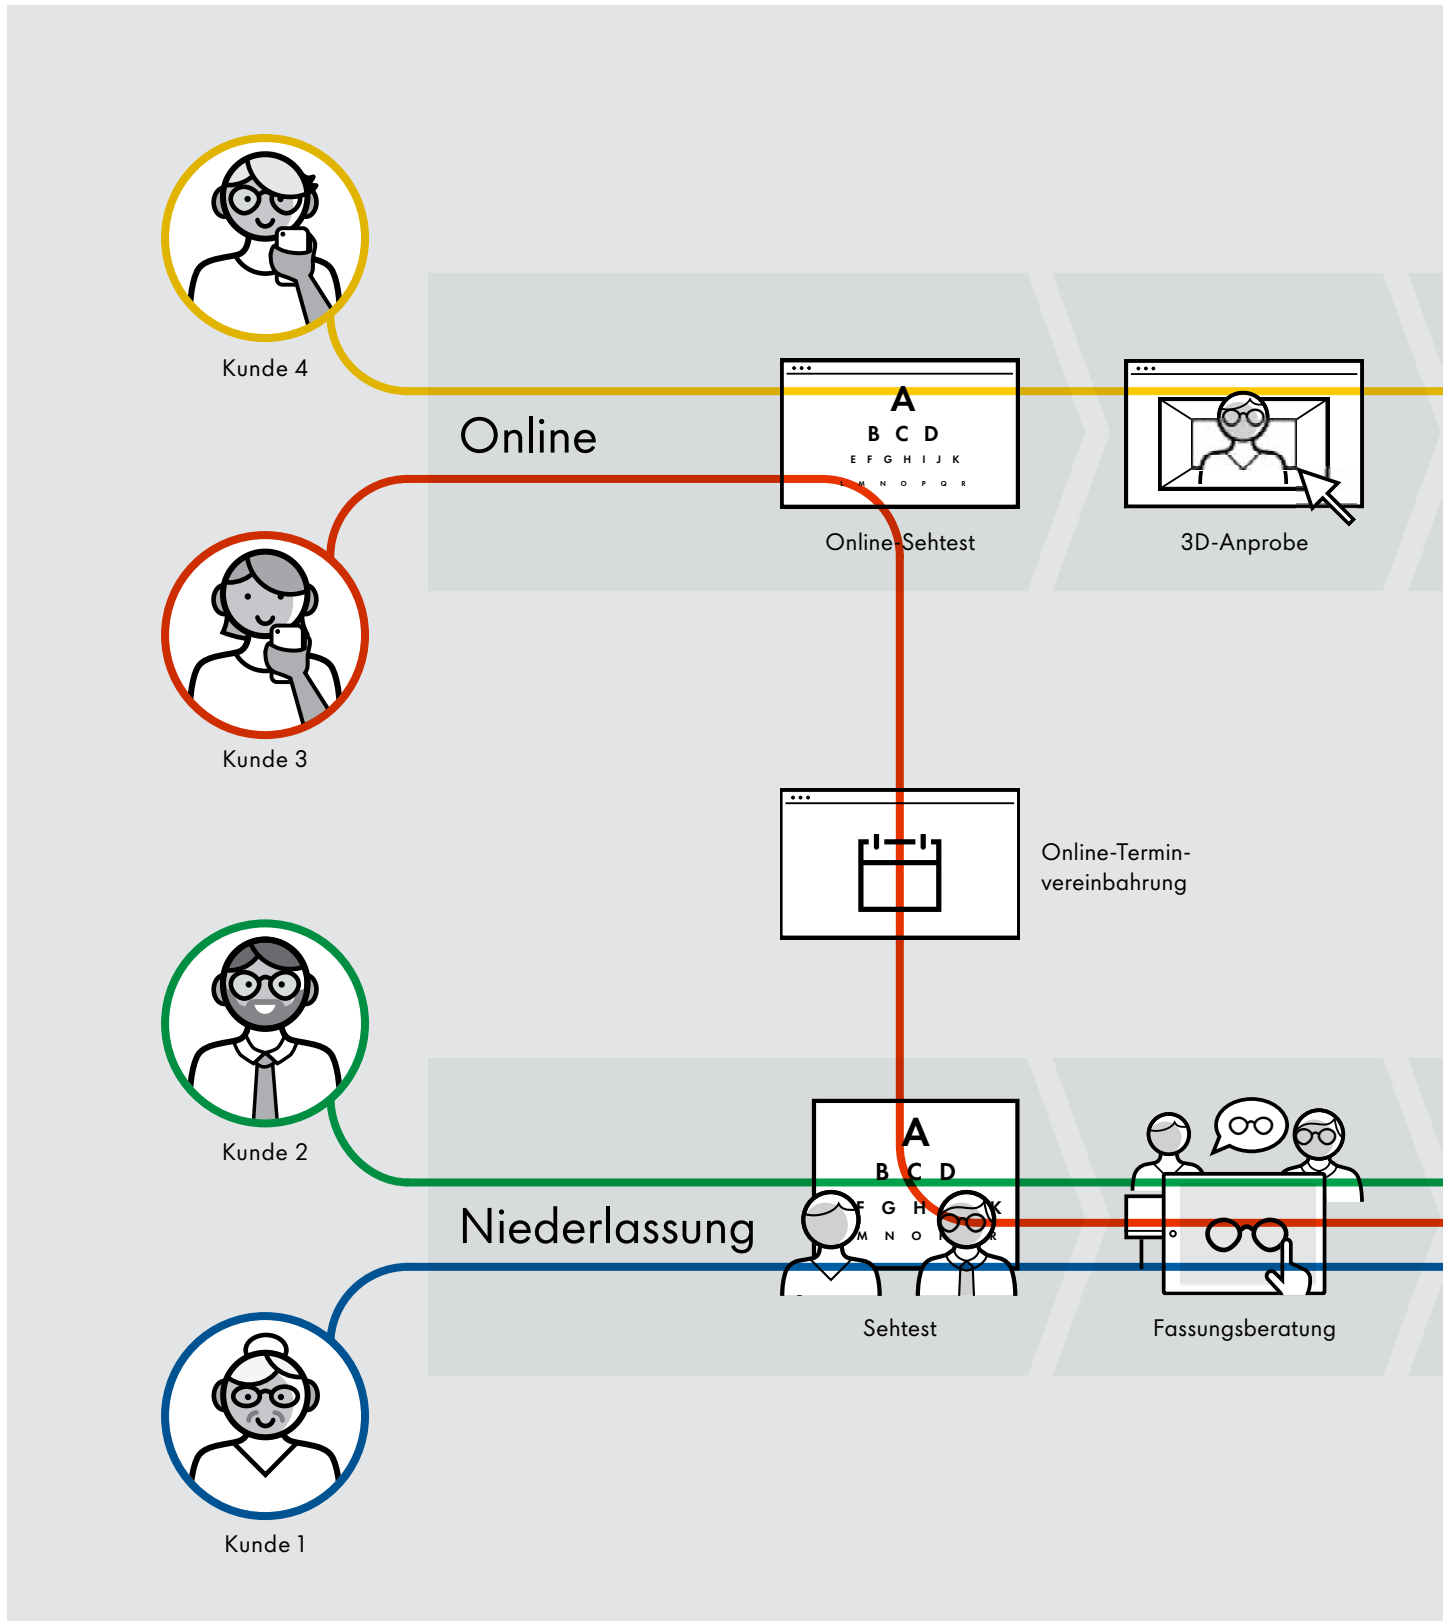 Kunde 4
Online
A
B C D
E F G H I J K
L M N O P Q R
Online-Sehtest
3D-Anprobe
Kunde 3
Online-Termin-
vereinbahrung
Kunde 2
Niederlassung
A
B C D
F G H K
M N O R
Sehtest
Fassungsberatung
Kunde 1